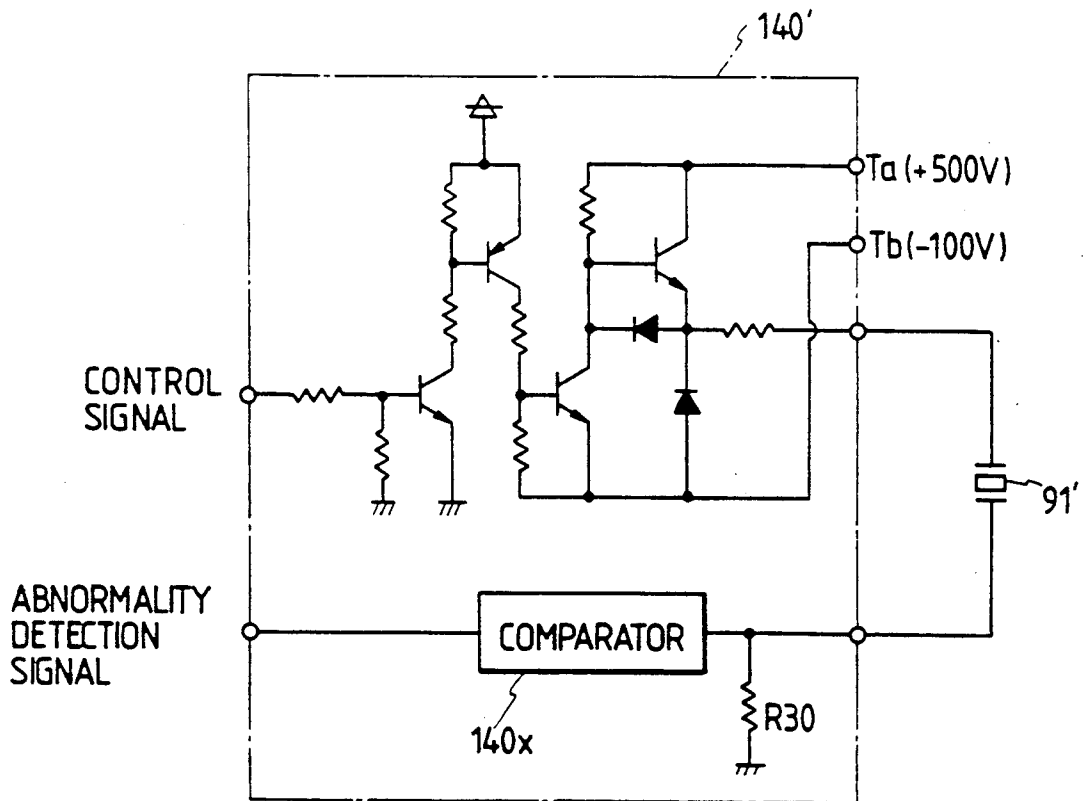 140'
Ta (+500V)
Tb (-100V)
CONTROL
SIGNAL
91'
ABNORMALITY
DETECTION
SIGNAL
COMPARATOR
R30
140x